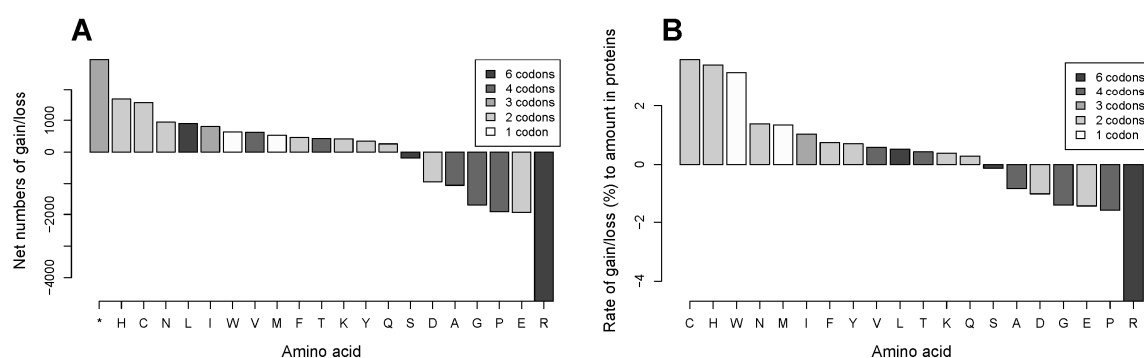 A
Net numbers of gain/loss
1000
0
−2000
−4000
6 codons
4 codons
3 codons
2 codons
1 codon
* H C N L I W V M F T K Y Q S D A G P E R
Amino acid
B
Rate of gain/loss (%) to amount in proteins
2
0
−2
−4
6 codons
4 codons
3 codons
2 codons
1 codon
C H W N M I F Y V L T K Q S A D G E P R
Amino acid